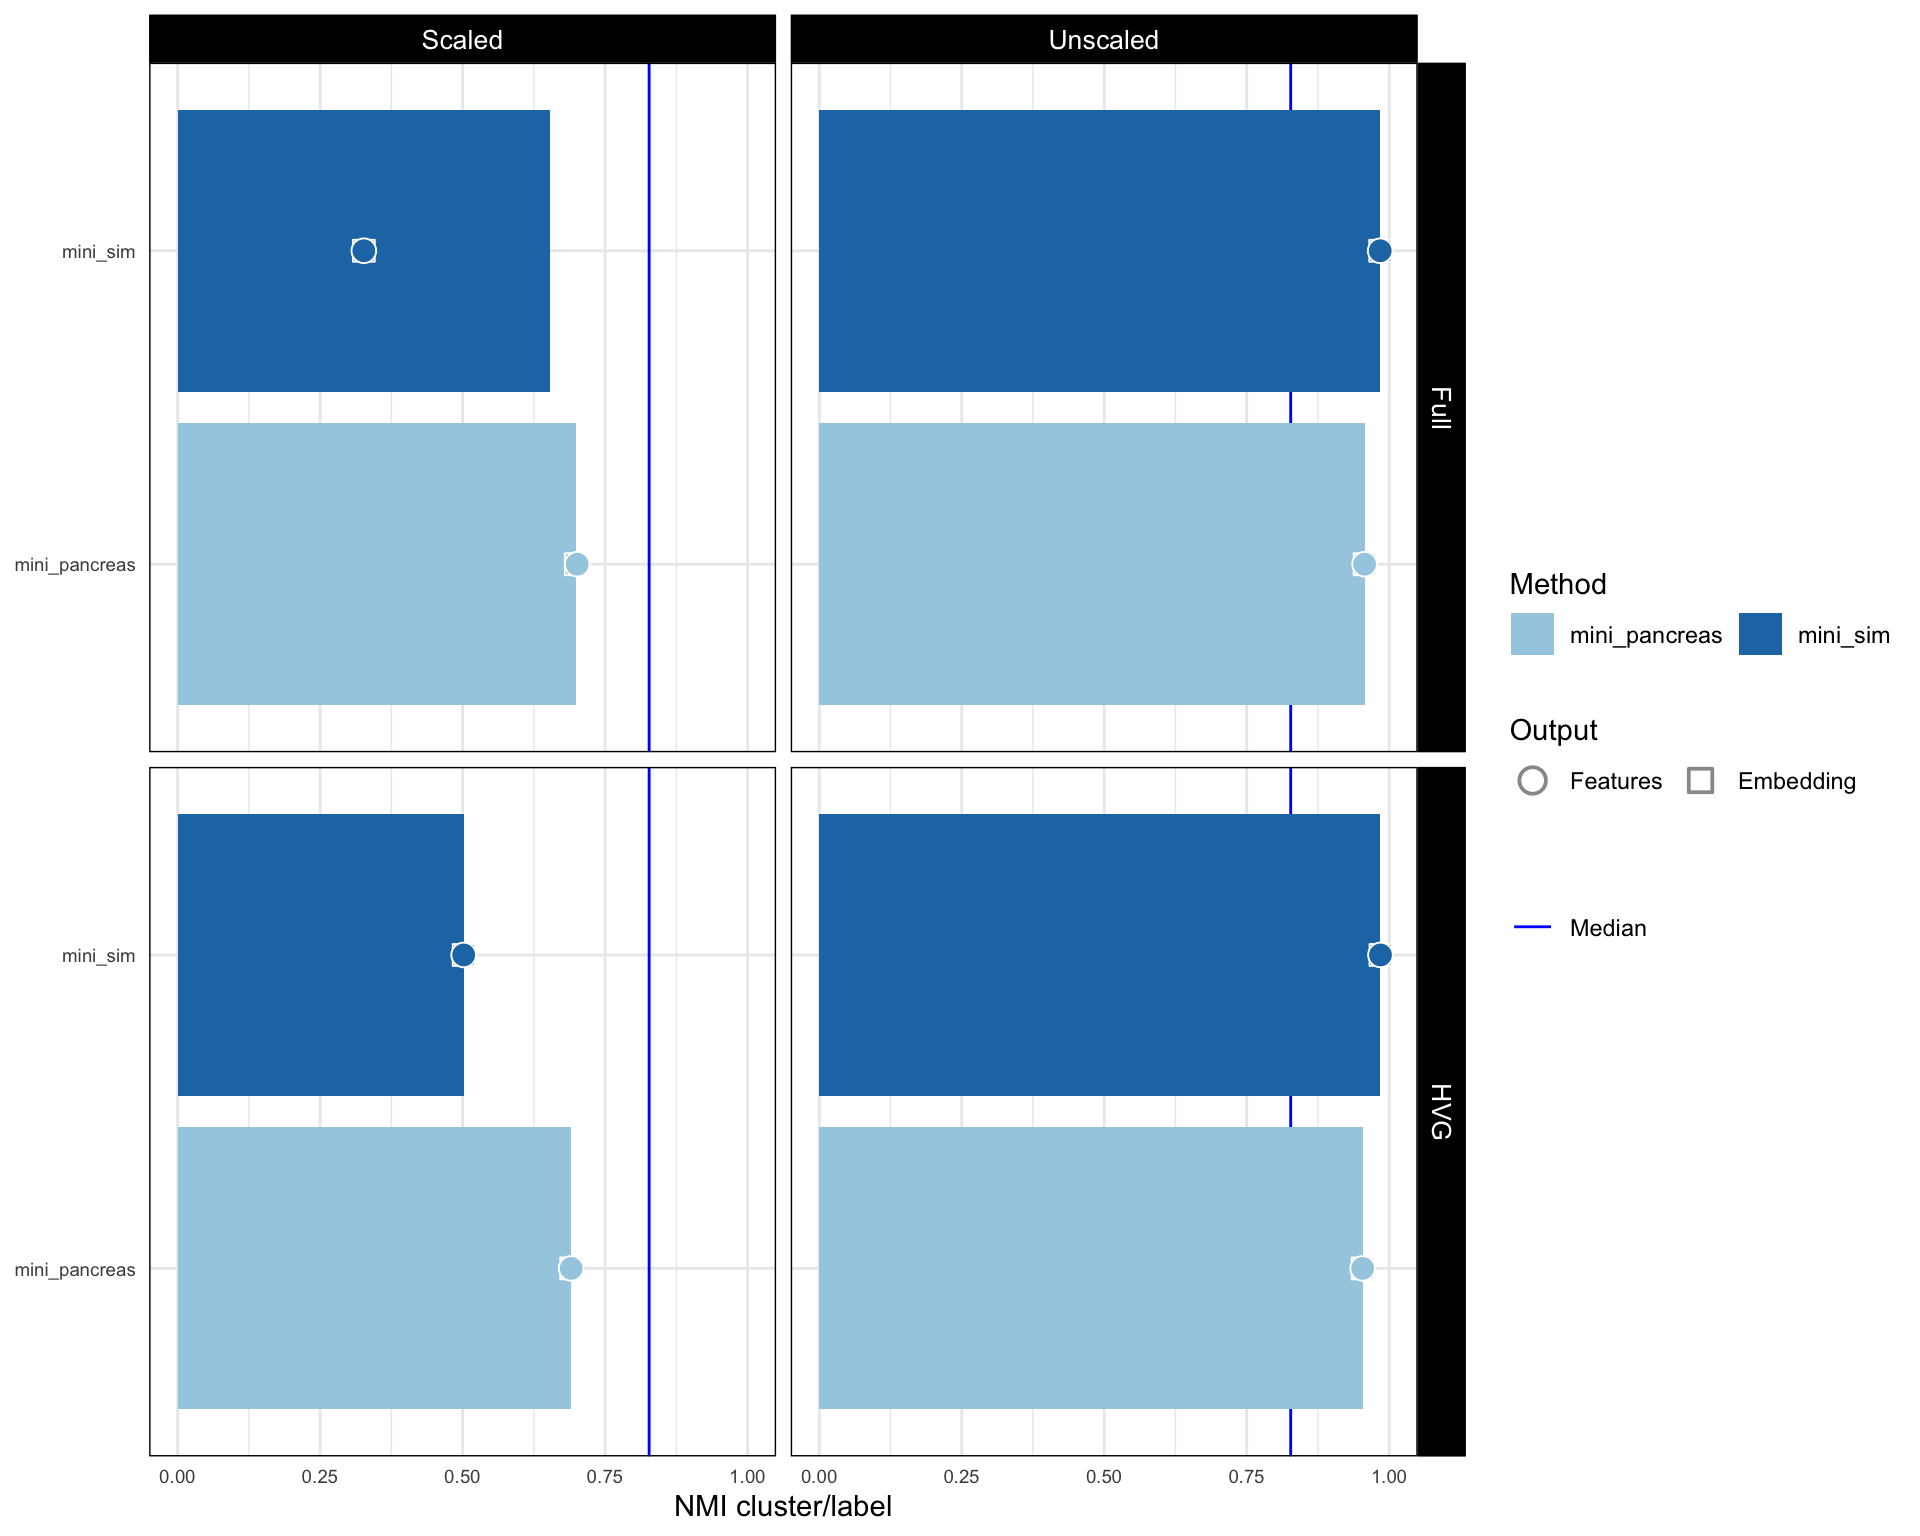 Scaled
Unscaled
mini_sim
mini_pancreas
Full
mini_sim
mini_pancreas
HVG
0.00 0.25 0.50 0.75 1.00
0.00 0.25 0.50 0.75 1.00
NMI cluster/label
Method
mini_pancreas mini_sim
Output
Features Embedding
Median